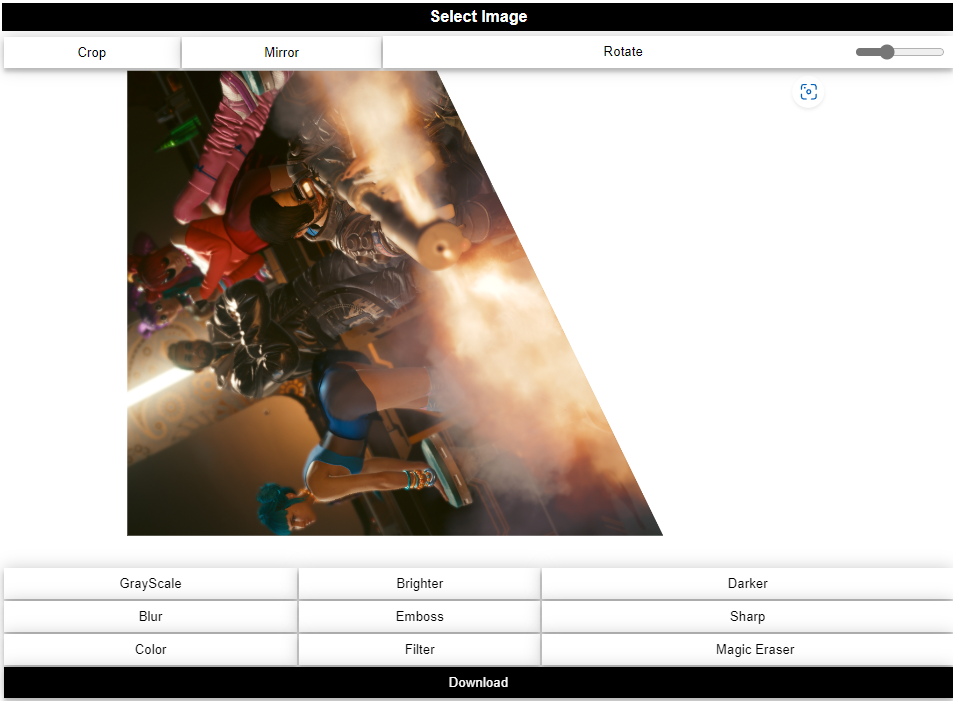 Select Image
Crop Mirror Rotate
GrayScale Brighter Darker
Blur Emboss Sharp
Color Filter Magic Eraser
Download